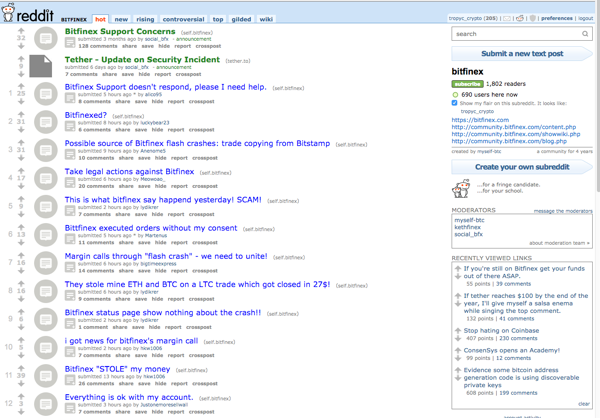 reddit BITFINEX hot new rising controversial top gilded wiki
tropyc_crypto (205) preferences logout
32
Bitfinex Support Concerns (self.bitfinex)
submitted 3 months ago by social_bfx - announcement
128 comments share save hide report crosspost
9
Tether - Update on Security Incident (tether.to)
submitted 6 days ago by social_bfx - announcement
7 comments share save hide report crosspost
1 25
Bitfinex Support doesn't respond, please I need help. (self.bitfinex)
submitted 5 hours ago * by alico95
8 comments share save hide report crosspost
2 31
Bitfinexed? (self.bitfinex)
submitted 8 hours ago by luckybear23
6 comments share save hide report crosspost
3 31
Possible source of Bitfinex flash crashes: trade copying from Bitstamp (self.bitfinex)
submitted 6 hours ago by Anenome5
10 comments share save hide report crosspost
4 17
Take legal actions against Bitfinex (self.bitfinex)
submitted 5 hours ago by Meowoao_
20 comments share save hide report crosspost
5 9
This is what bitfinex say happend yesterday! SCAM! (self.bitfinex)
submitted 2 hours ago by lydikrer
7 comments share save hide report crosspost
6 13
Bittfinex executed orders without my consent (self.bitfinex)
submitted 5 hours ago * by Martenus
11 comments share save hide report crosspost
7 16
Margin calls through "flash crash" - we need to unite! (self.bitfinex)
submitted 6 hours ago by bigtimeexpress
14 comments share save hide report crosspost
8 16
They stole mine ETH and BTC on a LTC trade which got closed in 27$! (self.bitfinex)
submitted 9 hours ago by lydikrer
9 comments share save hide report crosspost
9 6
Bitfinex status page show nothing about the crash!! (self.bitfinex)
submitted 2 hours ago by lydikrer
1 comment share save hide report crosspost
10 5
i got news for bitfinex's margin call (self.bitfinex)
submitted 2 hours ago by hkw1006
7 comments share save hide report crosspost
11 39
Bitfinex "STOLE" my money (self.bitfinex)
submitted 13 hours ago by hkw1006
26 comments share save hide report crosspost
12 3
Everything is ok with my account. (self.bitfinex)
submitted 3 hours ago by
7 comments share save hide report crosspost
search
Submit a new text post
bitfinex
subscribe 1,802 readers
690 users here now
Show my flair on this subreddit. It looks like:
tropyc_crypto
https://bitfinex.com
http://community.bitfinex.com/content.php
http://community.bitfinex.com/showwiki.php
http://community.bitfinex.com/blog.php
created by myself-btc a community for 4 years
Create your own subreddit
...for a fringe candidate.
...for your school.
MODERATORS message the moderators
myself-btc
kethfinex
social_bfx
about moderation team »
RECENTLY VIEWED LINKS
If you're still on Bitfinex get your funds
out of there ASAP.
55 points | 39 comments
If tether reaches $100 by the end of the
year, I'll give myself a salsa enema
while singing the top comment.
132 points | 41 comments
Stop hating on Coinbase
407 points | 230 comments
ConsenSys opens an Academy!
99 points | 12 comments
Evidence some bitcoin address
generation code is using discoverable
private keys
608 points | 199 comments
clear